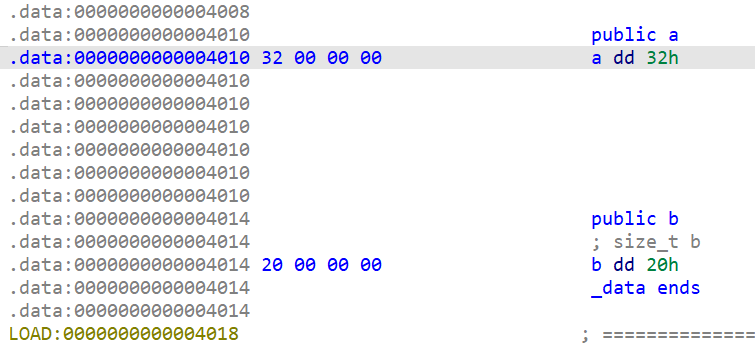 .data:0000000000004008
.data:0000000000004010 public a
.data:0000000000004010 32 00 00 00 a dd 32h
.data:0000000000004010
.data:0000000000004010
.data:0000000000004010
.data:0000000000004010
.data:0000000000004010
.data:0000000000004010
.data:0000000000004014 public b
.data:0000000000004014 ; size_t b
.data:0000000000004014 20 00 00 00 b dd 20h
.data:0000000000004014 _data ends
.data:0000000000004014
LOAD:0000000000004018 ; ==============